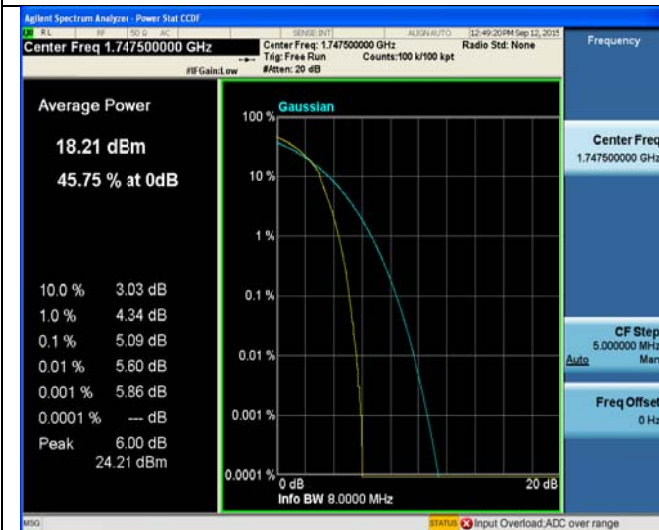 Agilent Spectrum Analyzer - Power Stat CCDF
RL RF 50 Ω AC SENSE:INT ALIGN AUTO 12:49:20 PM Sep 12, 2015
Center Freq 1.747500000 GHz
Center Freq: 1.747500000 GHz
Radio Std: None
Trig: Free Run Counts:100 k/100 kpt
#IFGain:Low #Atten: 20 dB
Frequency
Average Power
18.21 dBm
45.75 % at 0dB
10.0 % 3.03 dB
1.0 % 4.34 dB
0.1 % 5.09 dB
0.01 % 5.60 dB
0.001 % 5.86 dB
0.0001 % --- dB
Peak 6.00 dB
24.21 dBm
Gaussian
100 %
10 %
1 %
0.1 %
0.01 %
0.001 %
0.0001 %
0 dB 20 dB
Info BW 8.0000 MHz
Center Freq
1.747500000 GHz
CF Step
5.000000 MHz
Auto Man
Freq Offset
0 Hz
MSG STATUS Input Overload;ADC over range